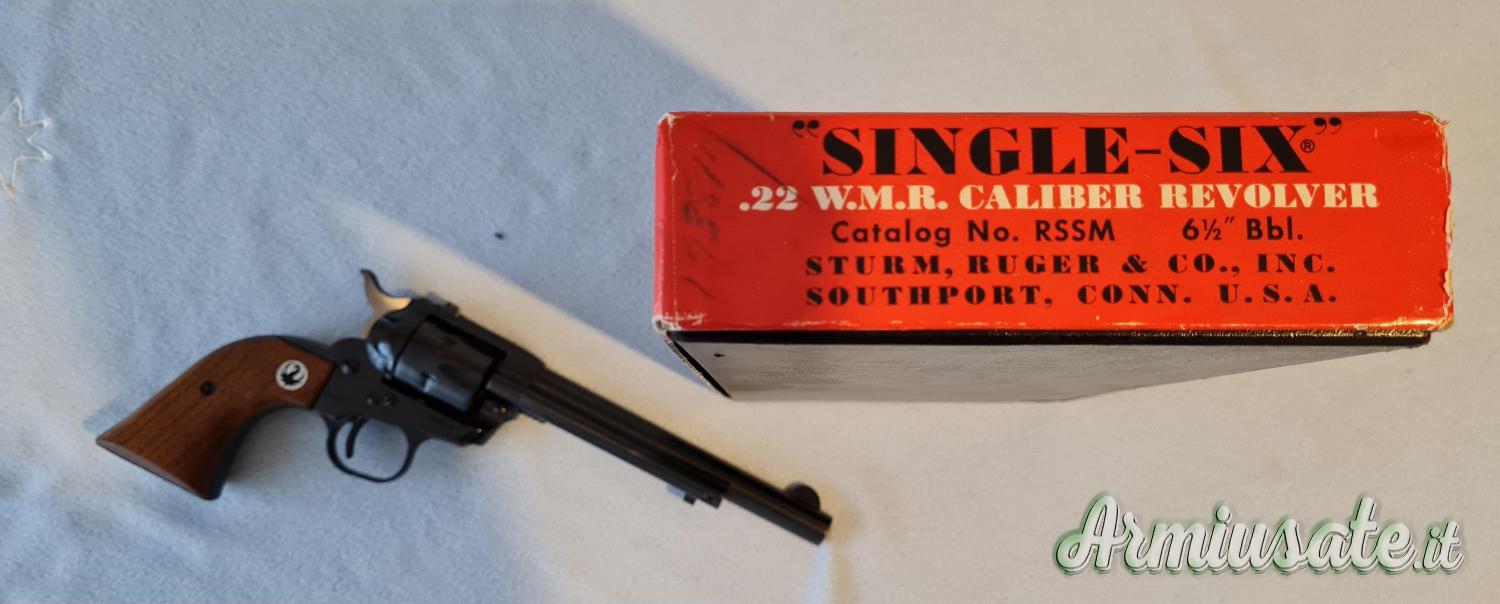 “SINGLE-SIX”®
.22 W.M.R. CALIBER REVOLVER
Catalog No. RSSM 6½" Bbl.
STURM, RUGER & CO., INC.
SOUTHPORT, CONN. U.S.A.
Armiusate.it